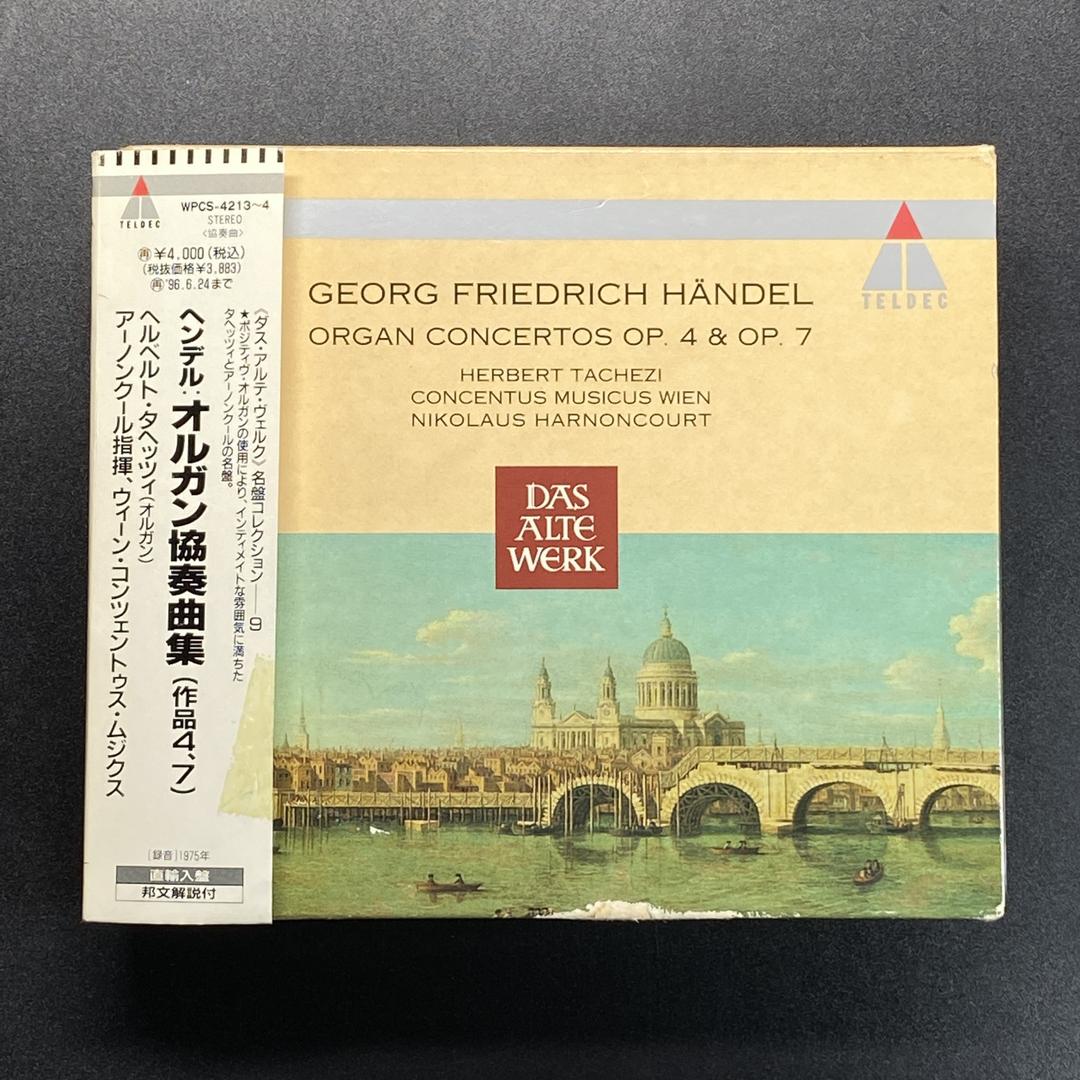 TELDEC
WPCS-4213~4
STEREO
〈協奏曲〉
再¥4,000(税込)
(税抜価格¥3,883)
再'96.6.24まで
《ダス・アルテ・ヴェルク》名盤コレクション――9
★ポジティヴ・オルガンの使用により、インティメイトな雰囲気に満ちた
タヘッツィとアーノンクールの名盤。
ヘンデル:オルガン協奏曲集(作品4、7)
ヘルベルト・タヘッツィ(オルガン)
アーノンクール指揮、ウィーン・コンツェントゥス・ムジクス
[録音]1975年
直輸入盤
邦文解説付
TELDEC
GEORG FRIEDRICH HÄNDEL
ORGAN CONCERTOS OP. 4 & OP. 7
HERBERT TACHEZI
CONCENTUS MUSICUS WIEN
NIKOLAUS HARNONCOURT
DAS
ALTE
WERK